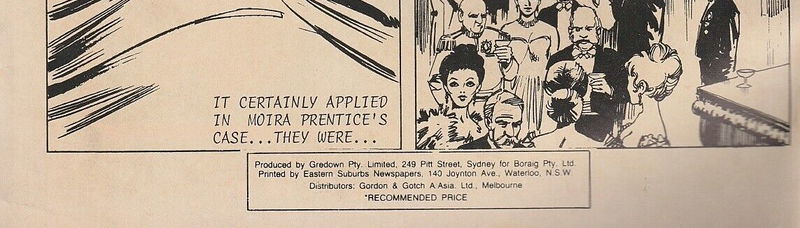 IT CERTAINLY APPLIED
IN MOIRA PRENTICE'S
CASE...THEY WERE...
Produced by Gredown Pty. Limited, 249 Pitt Street, Sydney for Boraig Pty. Ltd.
Printed by Eastern Suburbs Newspapers, 140 Joynton Ave., Waterloo, N.S.W
Distributors: Gordon & Gotch A.Asia. Ltd., Melbourne
*RECOMMENDED PRICE